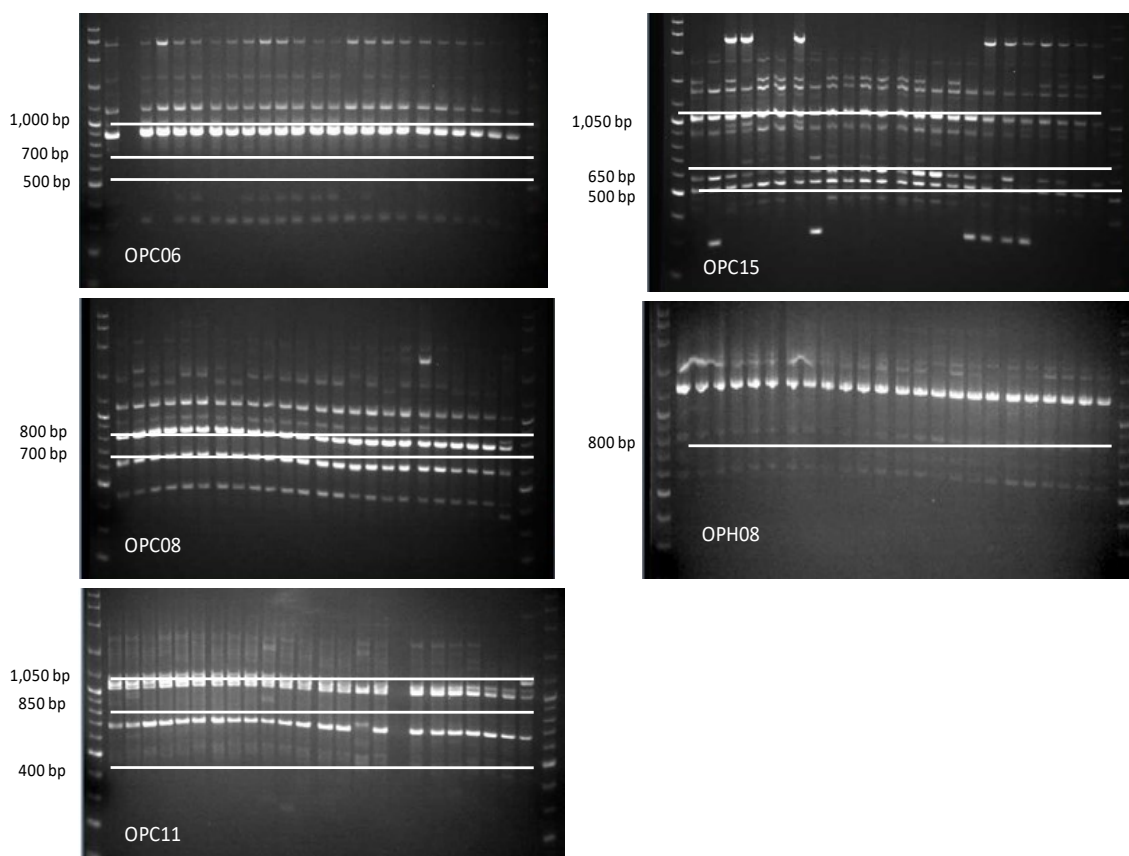 1,000 bp
700 bp
500 bp
OPC06
1,050 bp
650 bp
500 bp
OPC15
800 bp
700 bp
OPC08
800 bp
OPH08
1,050 bp
850 bp
400 bp
OPC11